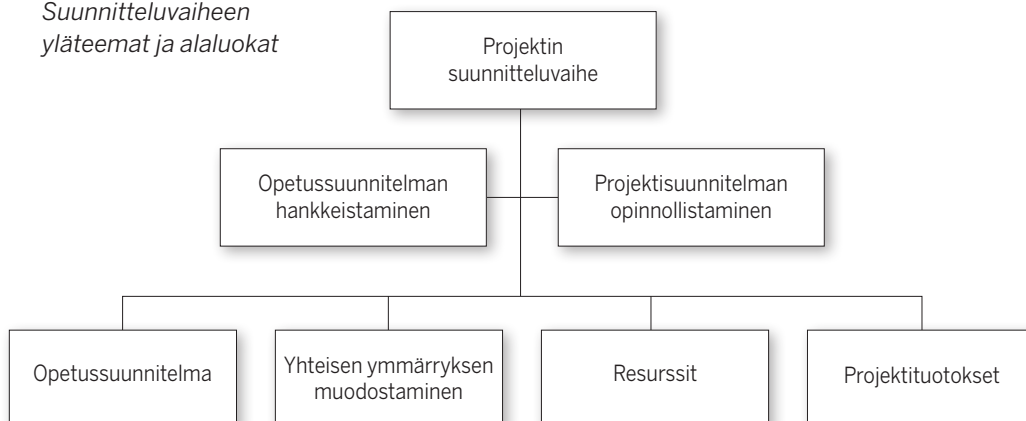 Suunnitteluvaiheen
yläteemat ja alaluokat
Projektin
suunnitteluvaihe
Opetussuunnitelman
hankkeistaminen
Projektisuunnitelman
opinnollistaminen
Opetussuunnitelma
Yhteisen ymmärryksen
muodostaminen
Resurssit
Projektituotokset